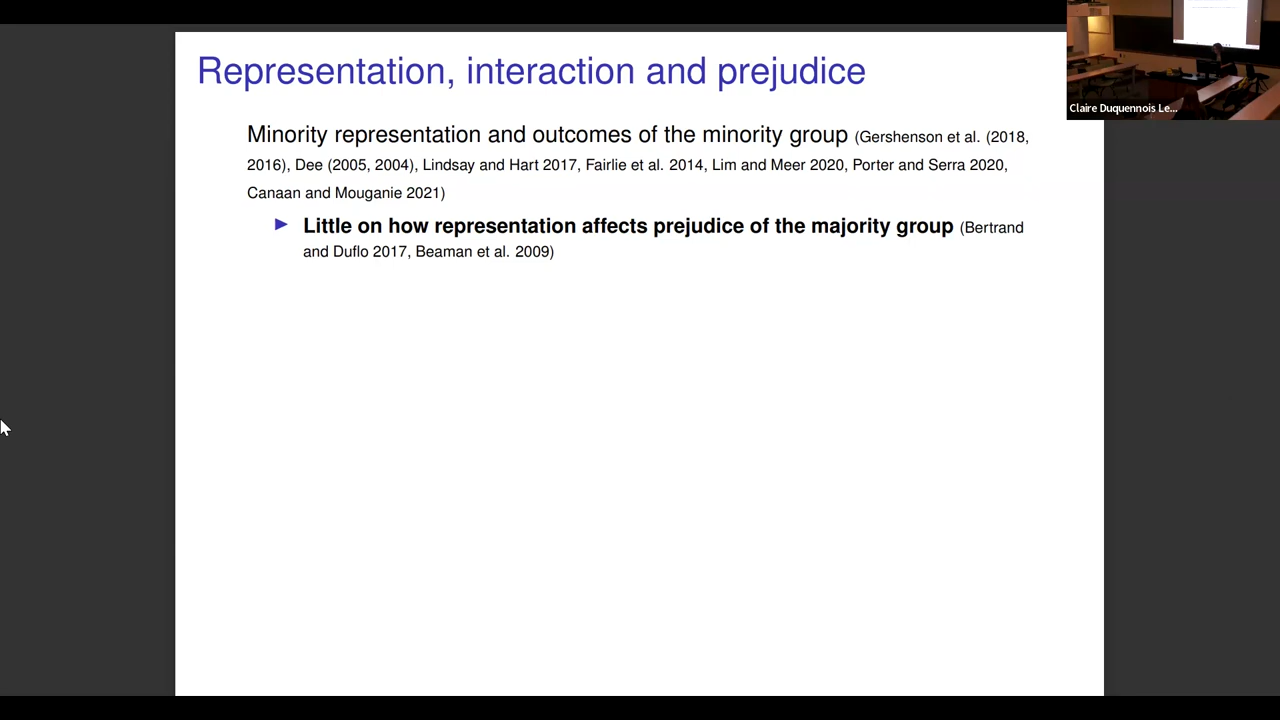 Representation, interaction and prejudice
Minority representation and outcomes of the minority group (Gershenson et al. (2018,
2016), Dee (2005, 2004), Lindsay and Hart 2017, Fairlie et al. 2014, Lim and Meer 2020, Porter and Serra 2020,
Canaan and Mouganie 2021)
Little on how representation affects prejudice of the majority group (Bertrand
and Duflo 2017, Beaman et al. 2009)
Claire Duquennois Le...